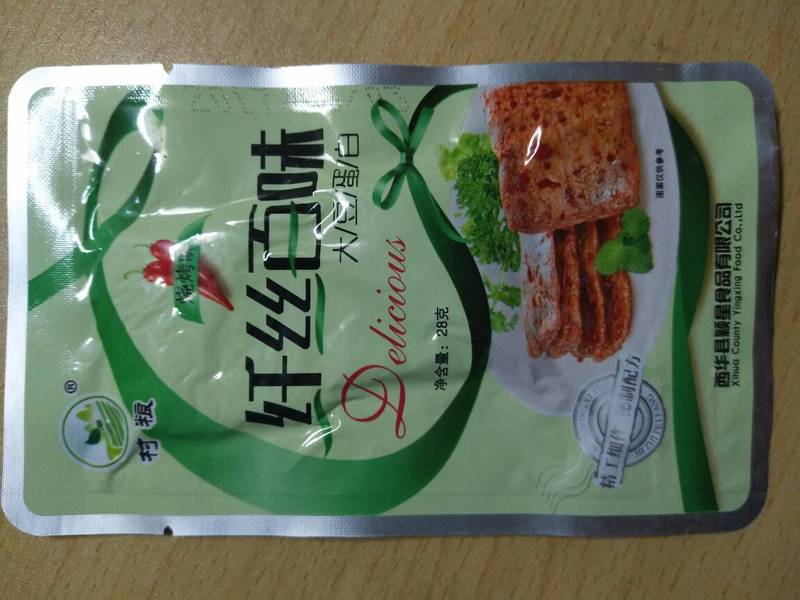 村粮
®
烧烤味
纤丝百味
大/豆/蛋/白
Delicious
净含量：28克
图案仅供参考
精工细作 配方
西华县颖星食品有限公司
Xihua County Yingxing Food Co.,Ltd